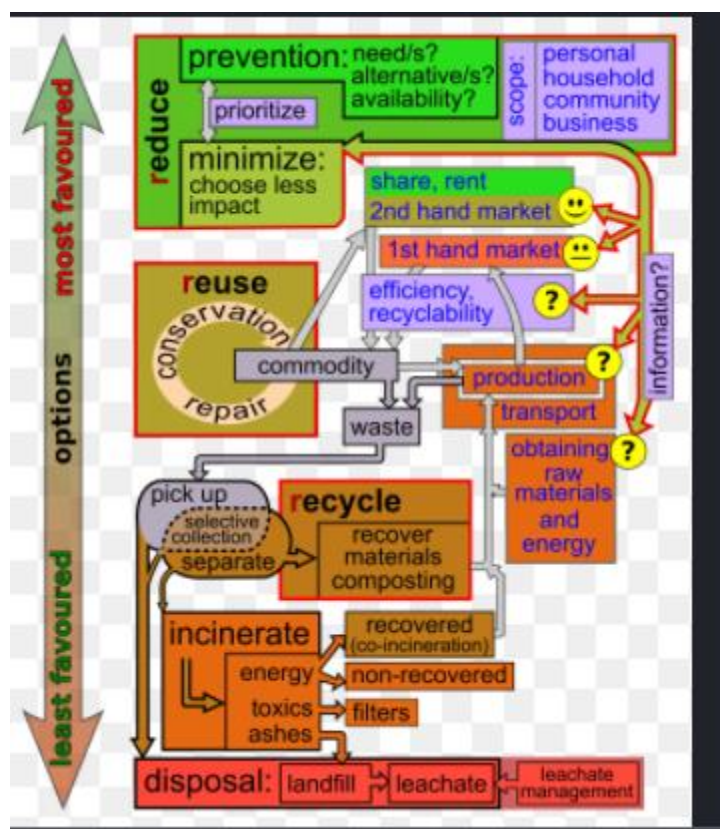 most favoured
options
least favoured
reduce
prevention:
need/s?
alternative/s?
availability?
prioritize
minimize:
choose less
impact
scope:
personal
household
community
business
share, rent
2nd hand market
1st hand market
efficiency,
recyclability
?
information?
reuse
conservation
repair
commodity
production
?
transport
waste
obtaining
?
raw
materials
and
energy
pick up
selective
collection
separate
recycle
recover
materials
composting
incinerate
energy
toxics
ashes
recovered
(co-incineration)
non-recovered
filters
disposal:
landfill
leachate
leachate
management